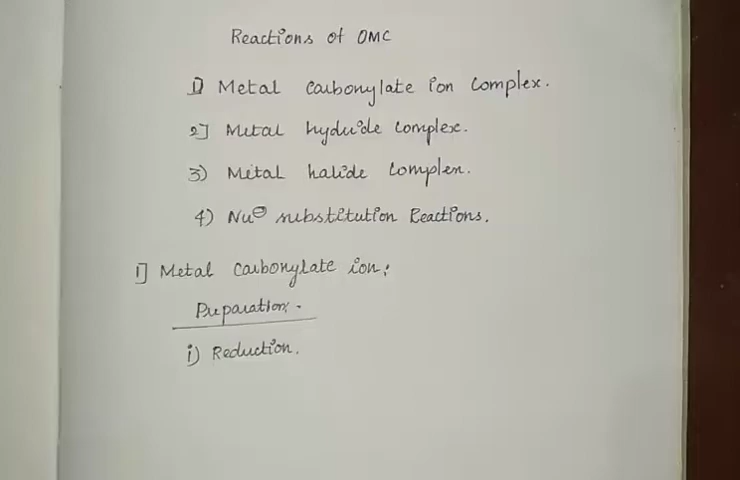 Reactions of OMC
1) Metal Carbonylate ion Complex.
2] Metal hydride Complex.
3) Metal halide Complex.
4) Nu⊖ substitution Reactions.
1] Metal Carbonylate ion:
Preparation:-
i) Reduction.